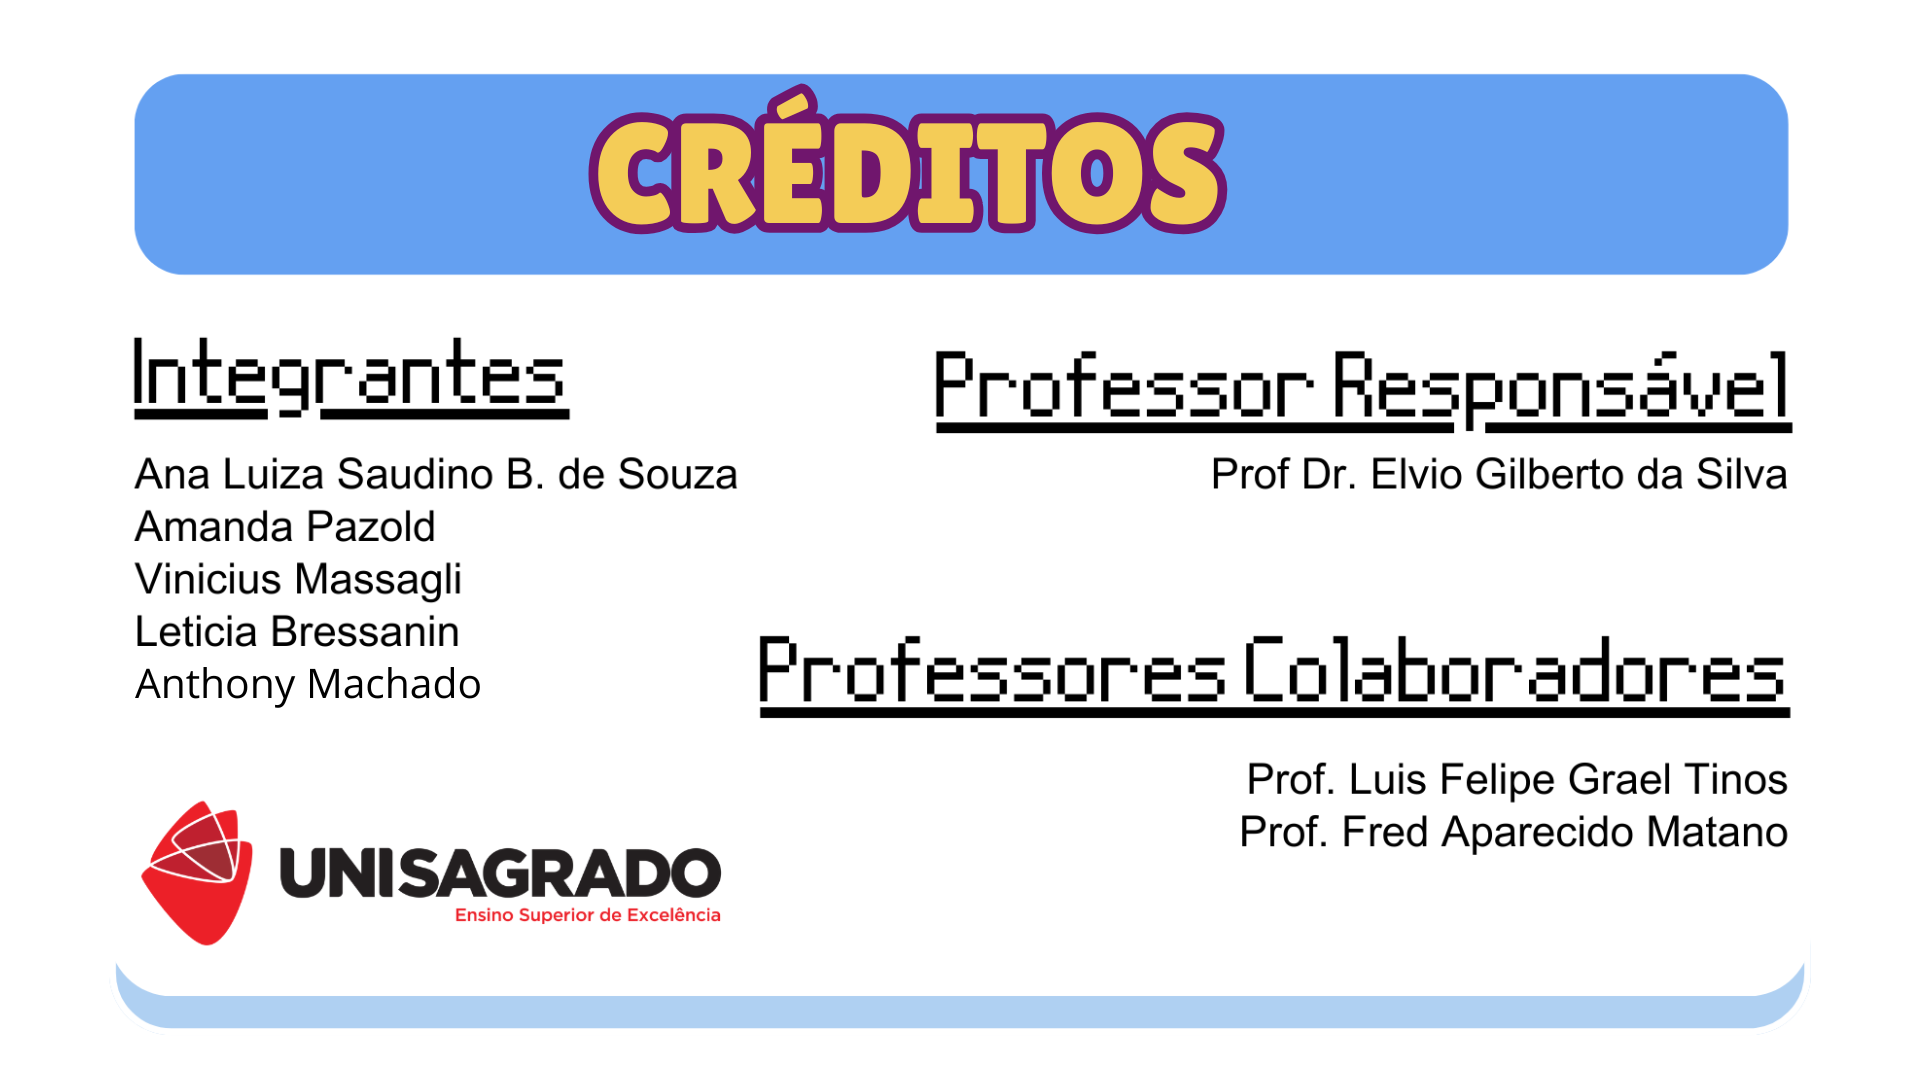 CRÉDITOS
Integrantes
Ana Luiza Saudino B. de Souza
Amanda Pazold
Vinicius Massagli
Leticia Bressanin
Anthony Machado
Professor Responsável
Prof Dr. Elvio Gilberto da Silva
Professores Colaboradores
Prof. Luis Felipe Grael Tinos
Prof. Fred Aparecido Matano
UNISAGRADO
Ensino Superior de Excelência